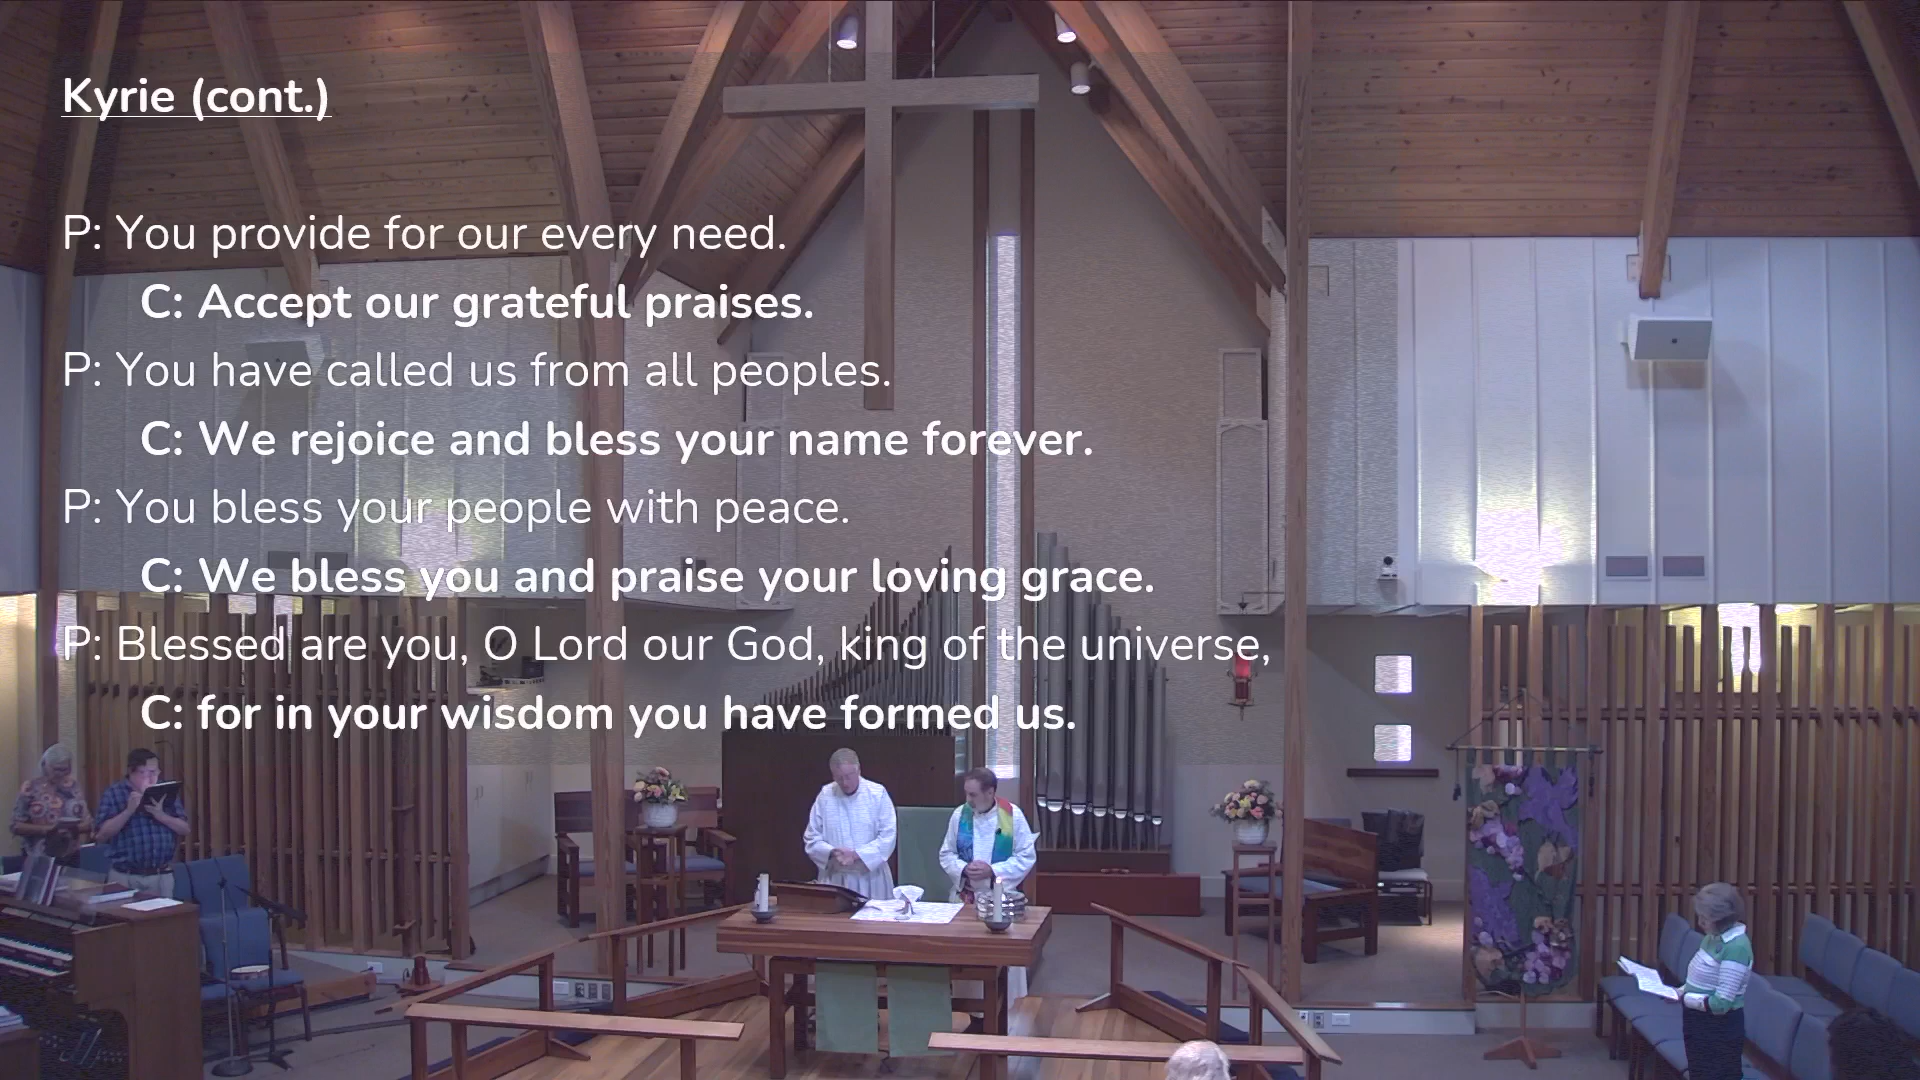 Kyrie (cont.)
P: You provide for our every need.
C: Accept our grateful praises.
P: You have called us from all peoples.
C: We rejoice and bless your name forever.
P: You bless your people with peace.
C: We bless you and praise your loving grace.
P: Blessed are you, O Lord our God, king of the universe,
C: for in your wisdom you have formed us.